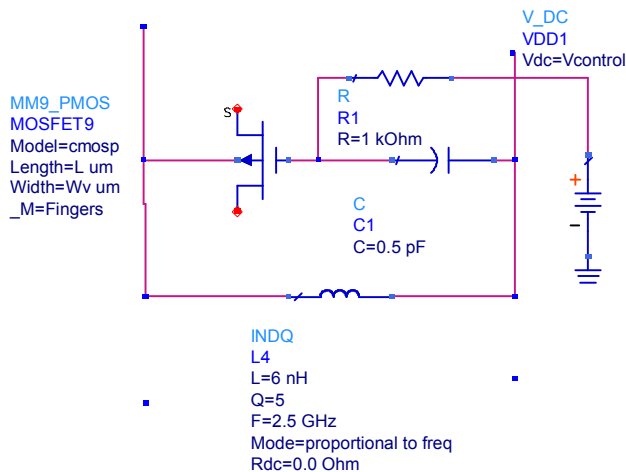 V_DC
VDD1
Vdc=Vcontrol
MM9_PMOS
MOSFET9
Model=cmosp
Length=L um
Width=Wv um
_M=Fingers
S
R
R1
R=1 kOhm
+
−
C
C1
C=0.5 pF
INDQ
L4
L=6 nH
Q=5
F=2.5 GHz
Mode=proportional to freq
Rdc=0.0 Ohm